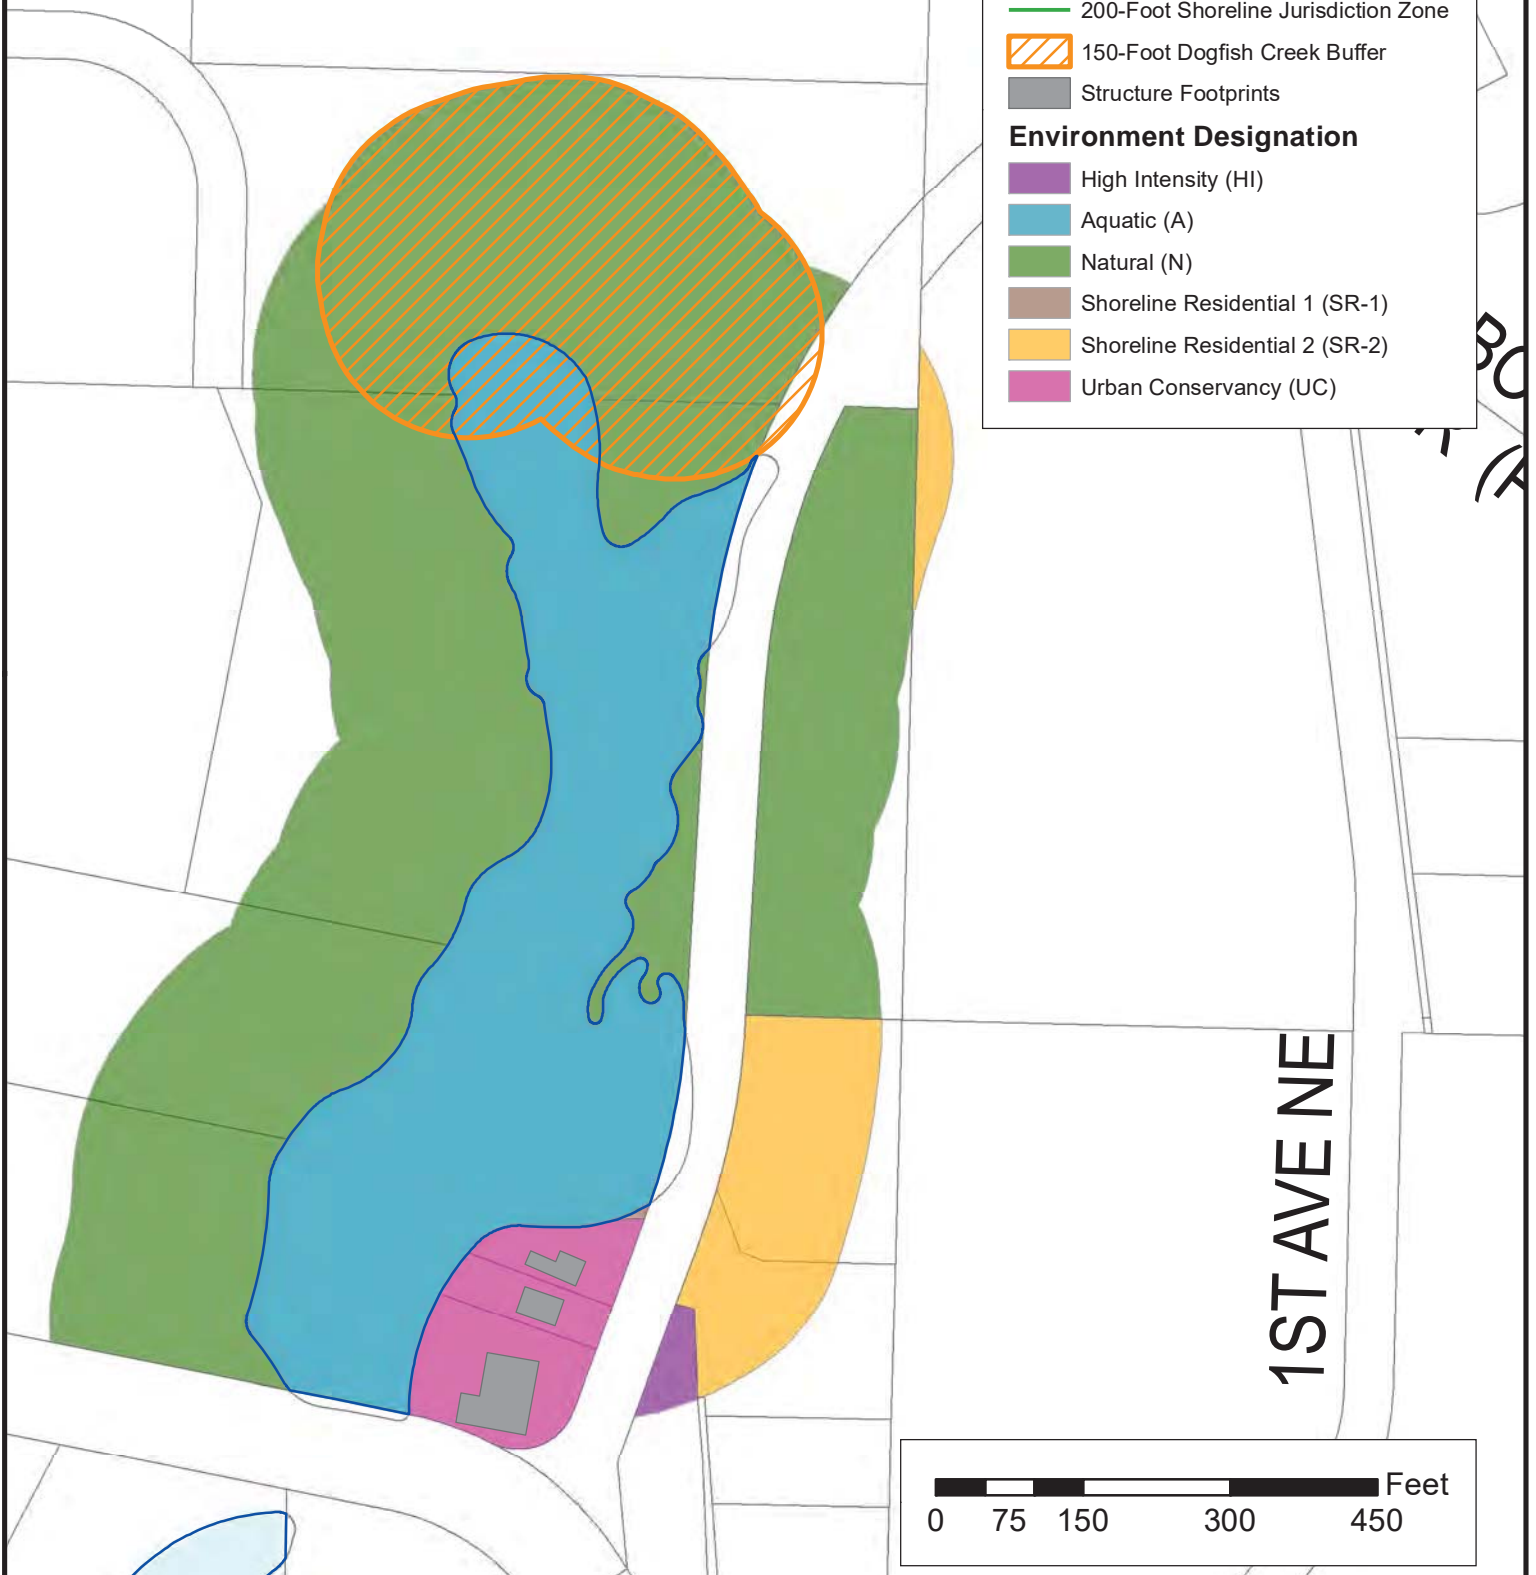 200-Foot Shoreline Jurisdiction Zone
150-Foot Dogfish Creek Buffer
Structure Footprints
Environment Designation
High Intensity (HI)
Aquatic (A)
Natural (N)
Shoreline Residential 1 (SR-1)
Shoreline Residential 2 (SR-2)
Urban Conservancy (UC)
BO
1ST AVE NE
Feet
0 75 150 300 450